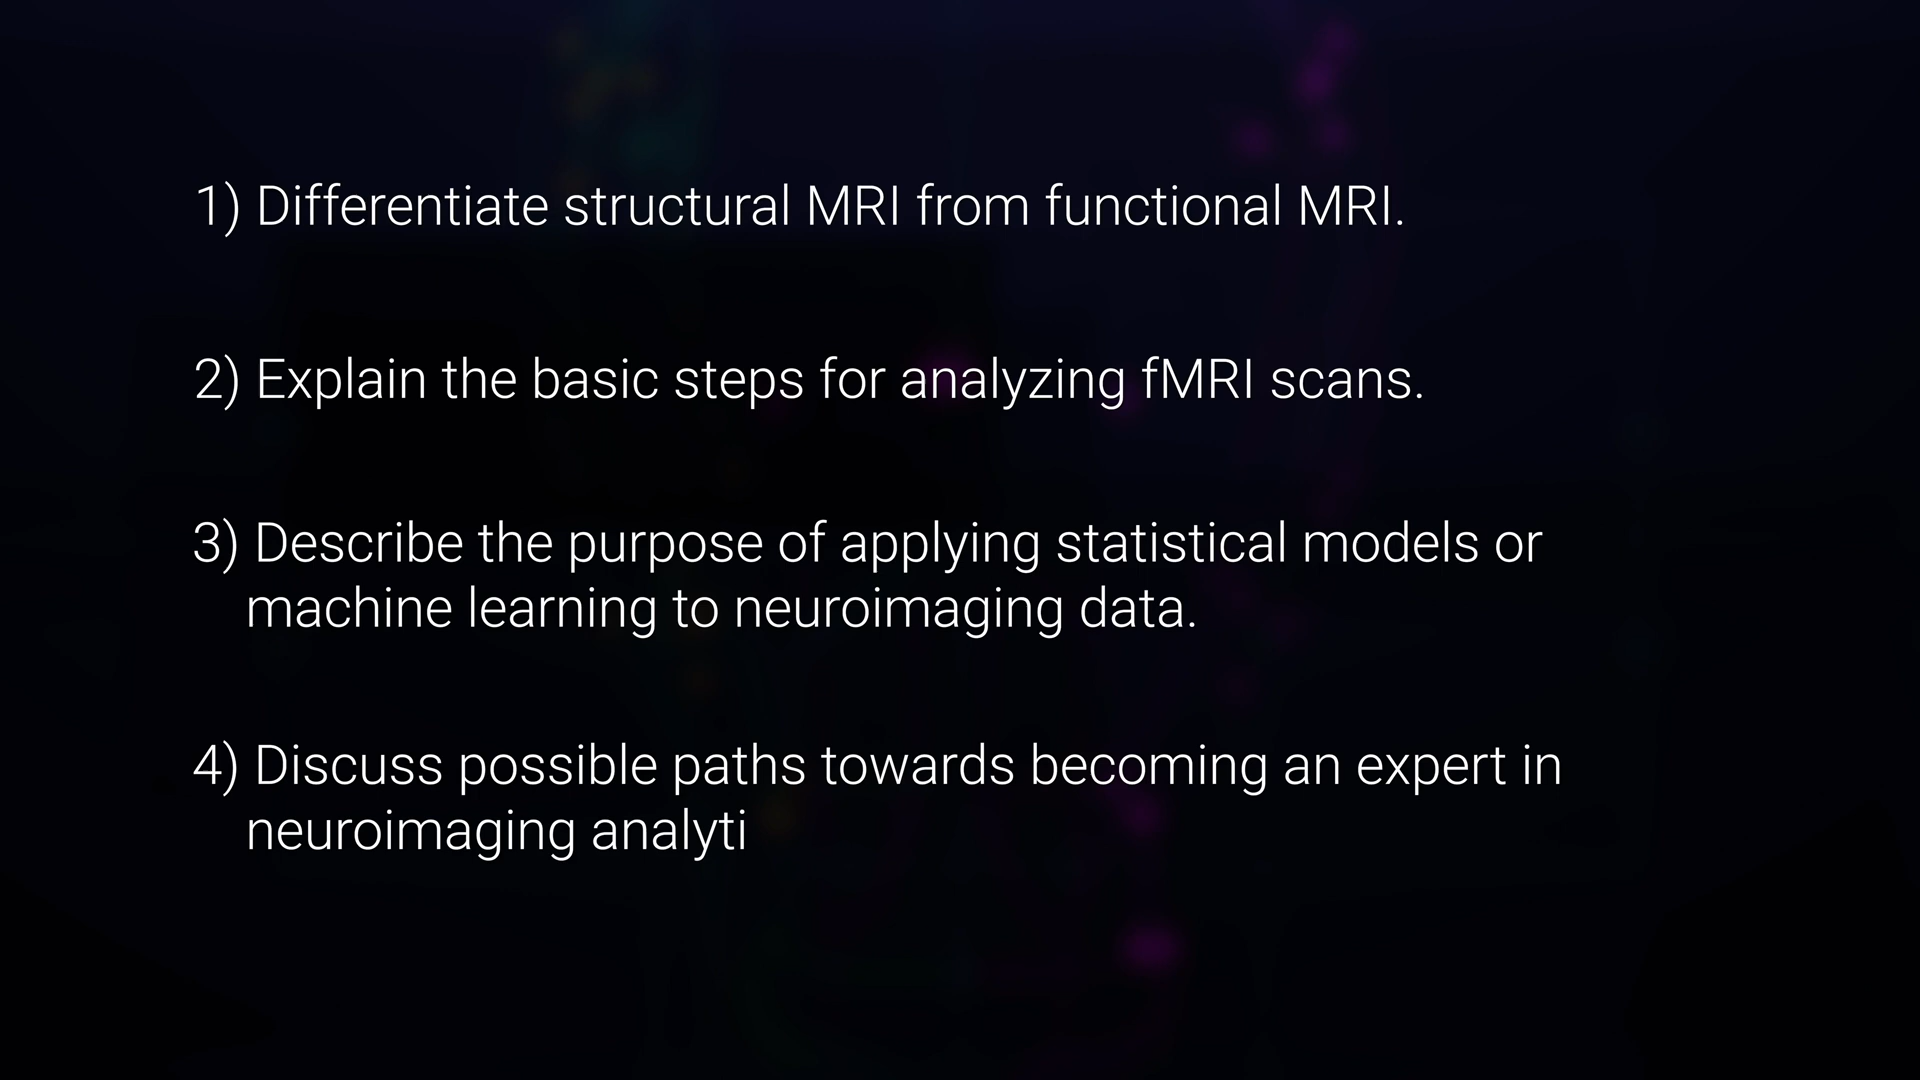 1) Differentiate structural MRI from functional MRI.
2) Explain the basic steps for analyzing fMRI scans.
3) Describe the purpose of applying statistical models or
machine learning to neuroimaging data.
4) Discuss possible paths towards becoming an expert in
neuroimaging analyti